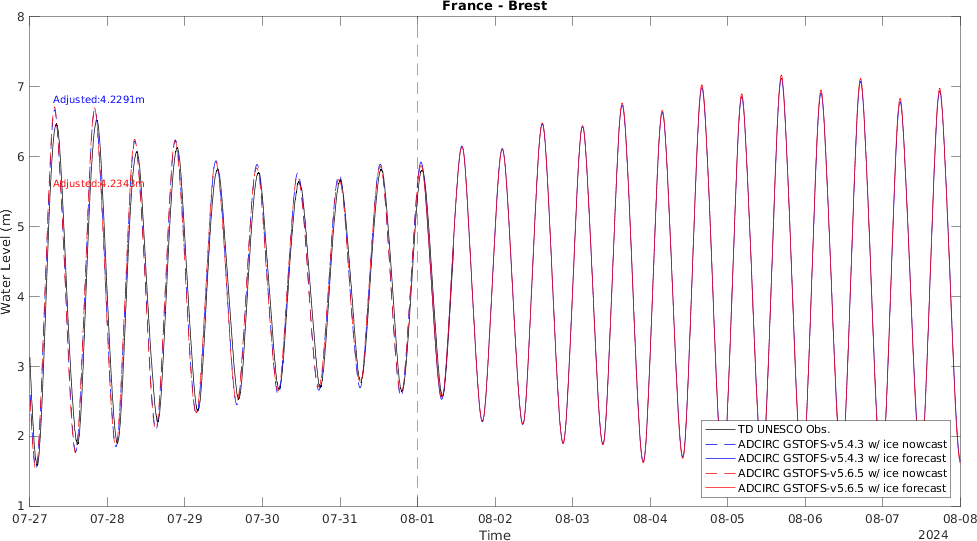 France - Brest
8
7
6
5
4
3
2
1
Water Level (m)
Adjusted:4.2291m
Adjusted:4.2343m
TD UNESCO Obs.
ADCIRC GSTOFS-v5.4.3 w/ ice nowcast
ADCIRC GSTOFS-v5.4.3 w/ ice forecast
ADCIRC GSTOFS-v5.6.5 w/ ice nowcast
ADCIRC GSTOFS-v5.6.5 w/ ice forecast
07-27 07-28 07-29 07-30 07-31 08-01 08-02 08-03 08-04 08-05 08-06 08-07 08-08
Time
2024